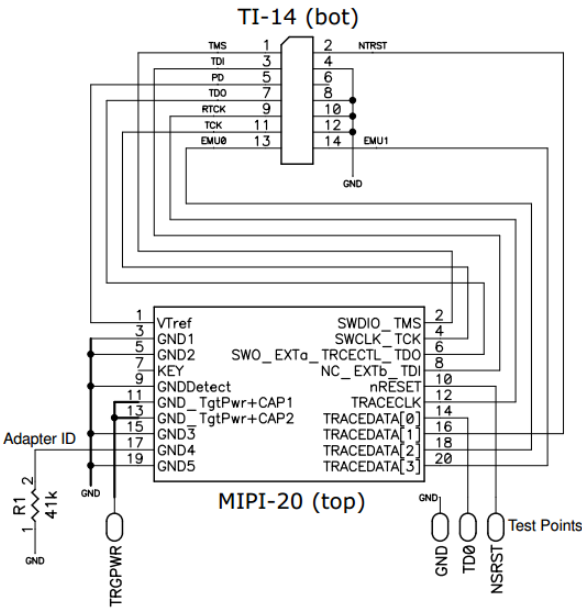 TI-14 (bot)
TMS 1 2 NTRST
TDI 3 4
PD 5 6
TDO 7 8
RTCK 9 10
TCK 11 12
EMU0 13 14 EMU1
GND
1 VTref SWDIO_TMS 2
3 GND1 SWCLK_TCK 4
5 GND2 SWO_EXTa_TRCECTL_TDO 6
7 KEY NC_EXTb_TDI 8
9 GNDDetect nRESET 10
11 GND_TgtPwr+CAP1 TRACECLK 12
13 GND_TgtPwr+CAP2 TRACEDATA[0] 14
15 GND3 TRACEDATA[1] 16
17 GND4 TRACEDATA[2] 18
19 GND5 TRACEDATA[3] 20
Adapter ID
2
R1
41k
1
GND
GND
MIPI-20 (top)
GND
TRGPWR
GND
TD0
NSRST
Test Points